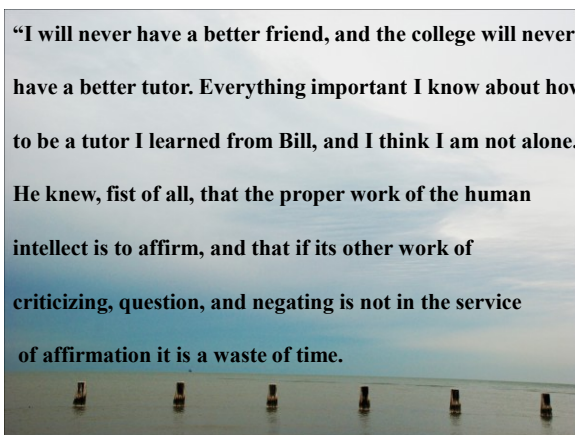 “I will never have a better friend, and the college will never
have a better tutor. Everything important I know about how
to be a tutor I learned from Bill, and I think I am not alone.
He knew, fist of all, that the proper work of the human
intellect is to affirm, and that if its other work of
criticizing, question, and negating is not in the service
of affirmation it is a waste of time.